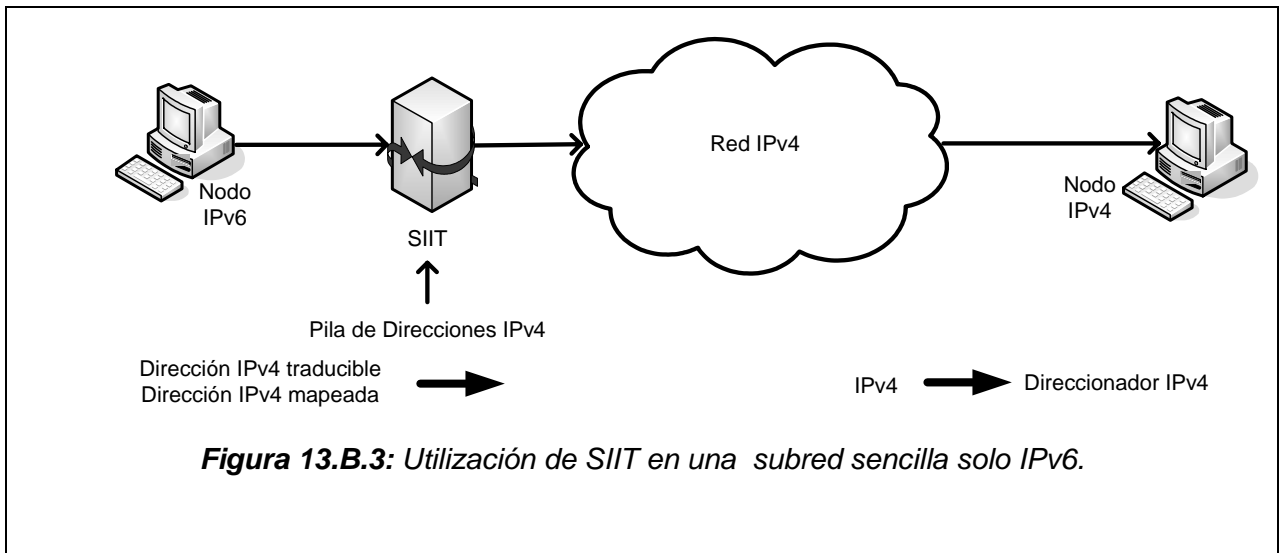 Red IPv4
Nodo
IPv6
Nodo
IPv4
SIIT
Pila de Direcciones IPv4
Dirección IPv4 traducible
Dirección IPv4 mapeada
IPv4
Direccionador IPv4
Figura 13.B.3: Utilización de SIIT en una subred sencilla solo IPv6.